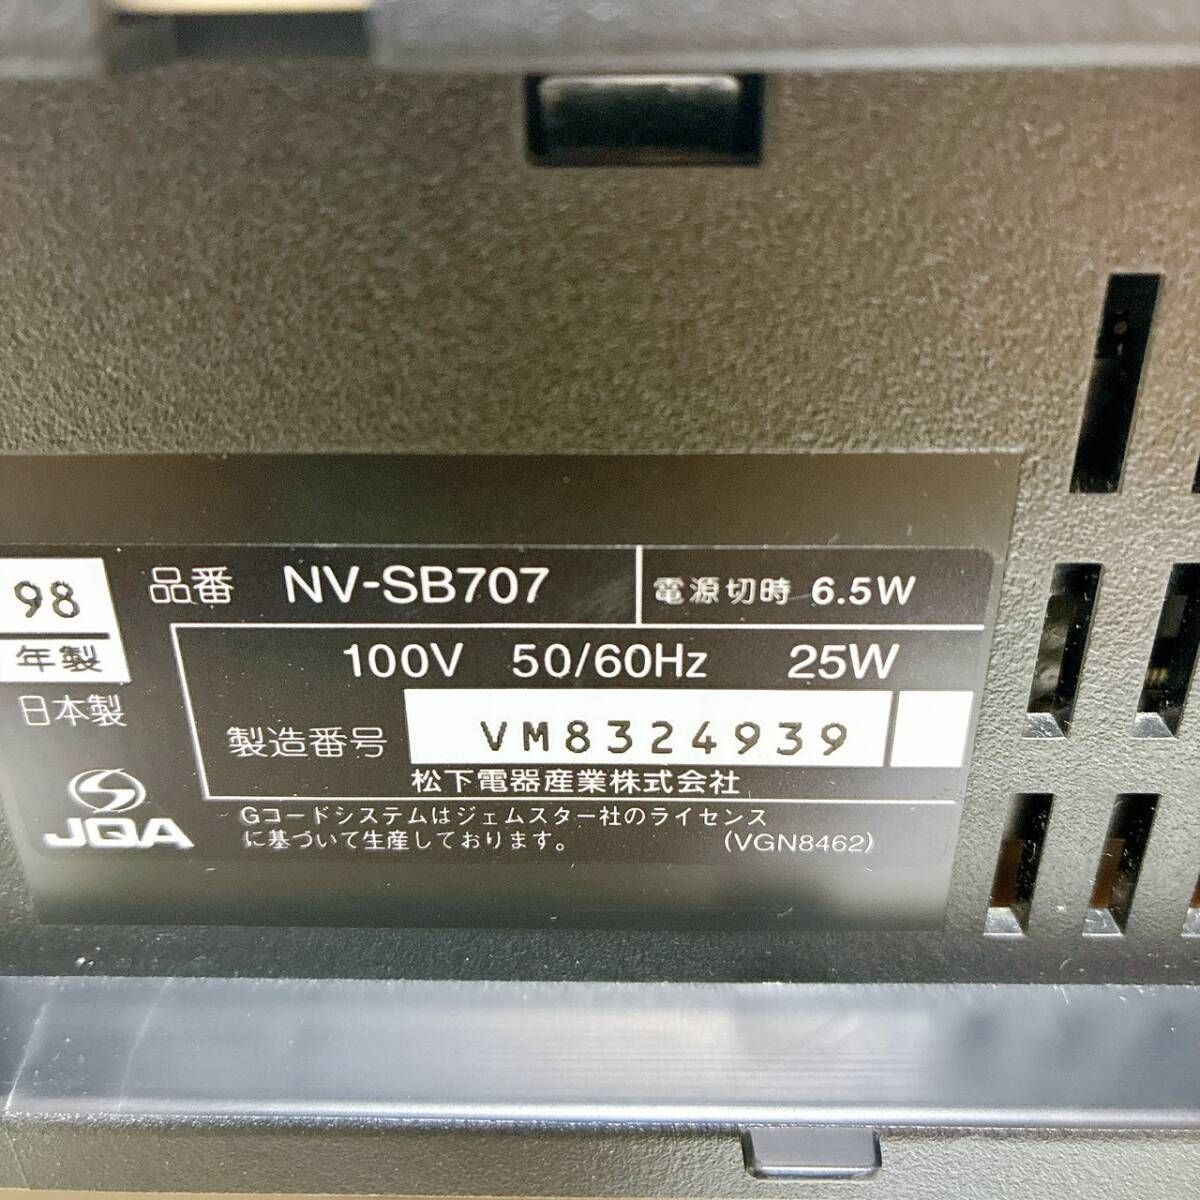 98
年製
日本製
JQA
品番 NV-SB707
電源切時 6.5W
100V 50/60Hz 25W
製造番号 VM8324939
松下電器産業株式会社
Gコードシステムはジェムスター社のライセンス
に基づいて生産しております。 (VGN8462)